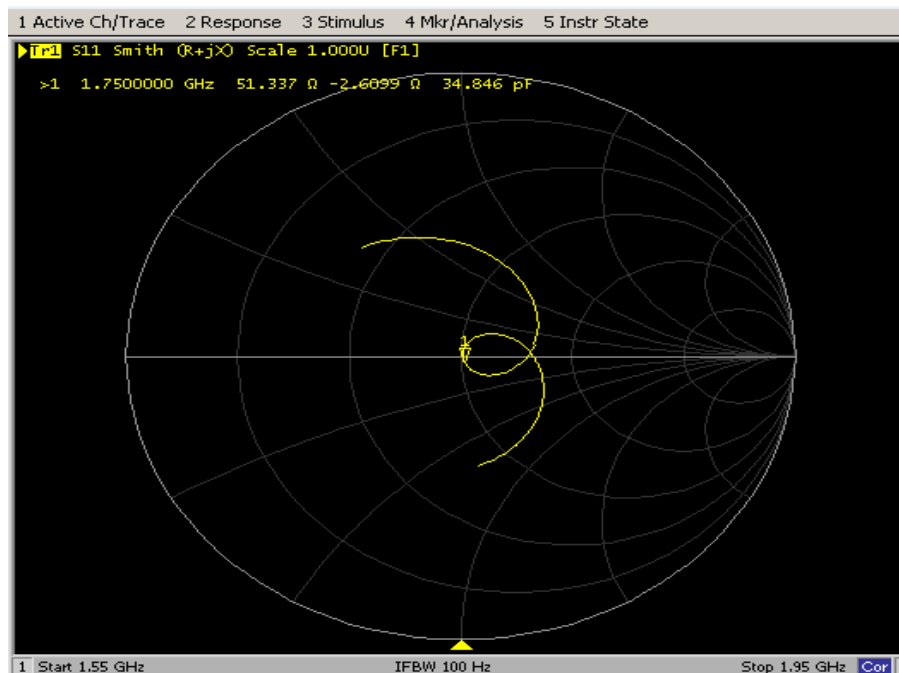 1 Active Ch/Trace 2 Response 3 Stimulus 4 Mkr/Analysis 5 Instr State
Tr1 S11 Smith (R+jX) Scale 1.000U [F1]
>1 1.7500000 GHz 51.337 Ω -2.6099 Ω 34.846 pF
1
1 Start 1.55 GHz IFBW 100 Hz Stop 1.95 GHz Cor